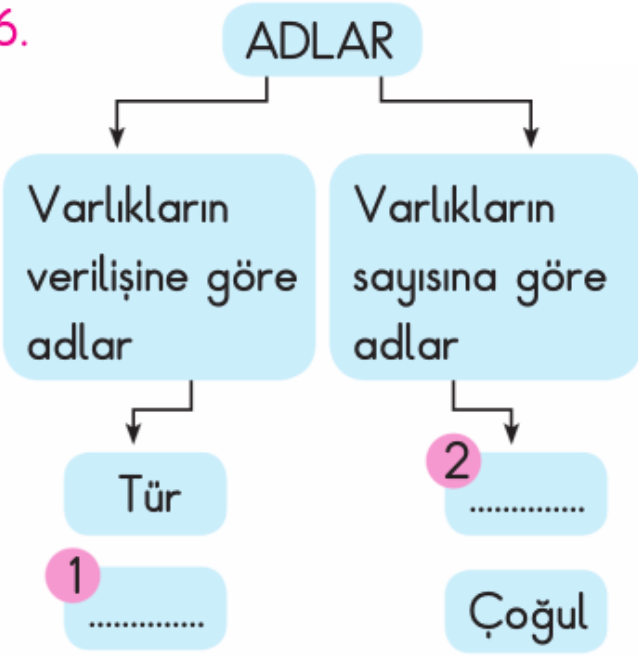 6.
ADLAR
Varlıkların
verilişine göre
adlar
Varlıkların
sayısına göre
adlar
Tür
1
..............
2
..............
Çoğul